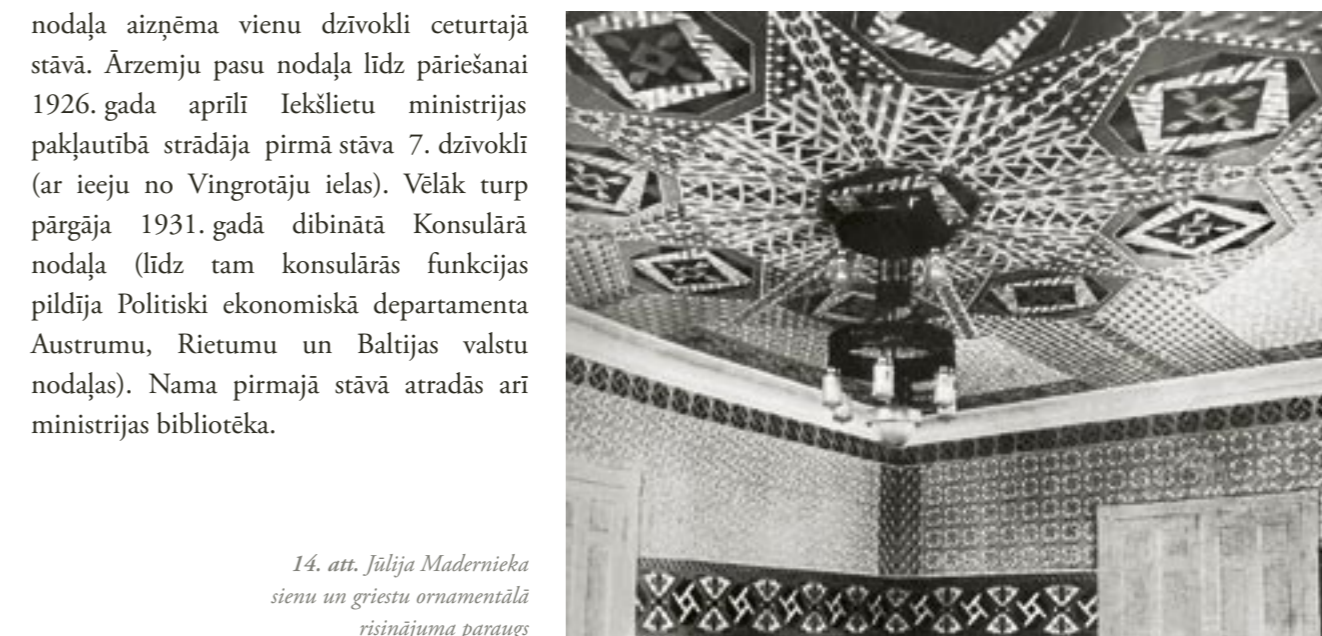 nodaļa aizņēma vienu dzīvokli ceturtajā
stāvā. Ārzemju pasu nodaļa līdz pāriešanai
1926. gada aprīlī Iekšlietu ministrijas
pakļautībā strādāja pirmā stāva 7. dzīvoklī
(ar ieeju no Vingrotāju ielas). Vēlāk turp
pārgāja 1931. gadā dibinātā Konsulārā
nodaļa (līdz tam konsulārās funkcijas
pildīja Politiski ekonomiskā departamenta
Austrumu, Rietumu un Baltijas valstu
nodaļas). Nama pirmajā stāvā atradās arī
ministrijas bibliotēka.
14. att. Jūlija Madernieka
sienu un griestu ornamentālā
risinājuma paraugs